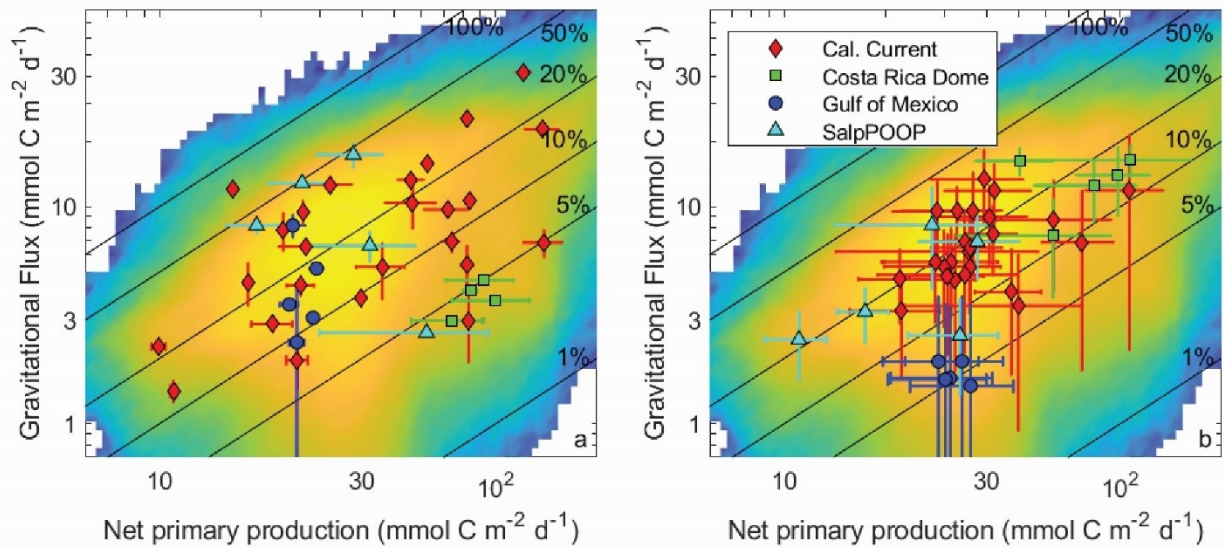 100%
50%
20%
10%
5%
1%
30
10
3
1
Gravitational Flux (mmol C m⁻² d⁻¹)
a
10
30
10²
Net primary production (mmol C m⁻² d⁻¹)
100%
50%
20%
10%
5%
1%
Cal. Current
Costa Rica Dome
Gulf of Mexico
SalpPOOP
30
10
3
1
Gravitational Flux (mmol C m⁻² d⁻¹)
b
10
30
10²
Net primary production (mmol C m⁻² d⁻¹)